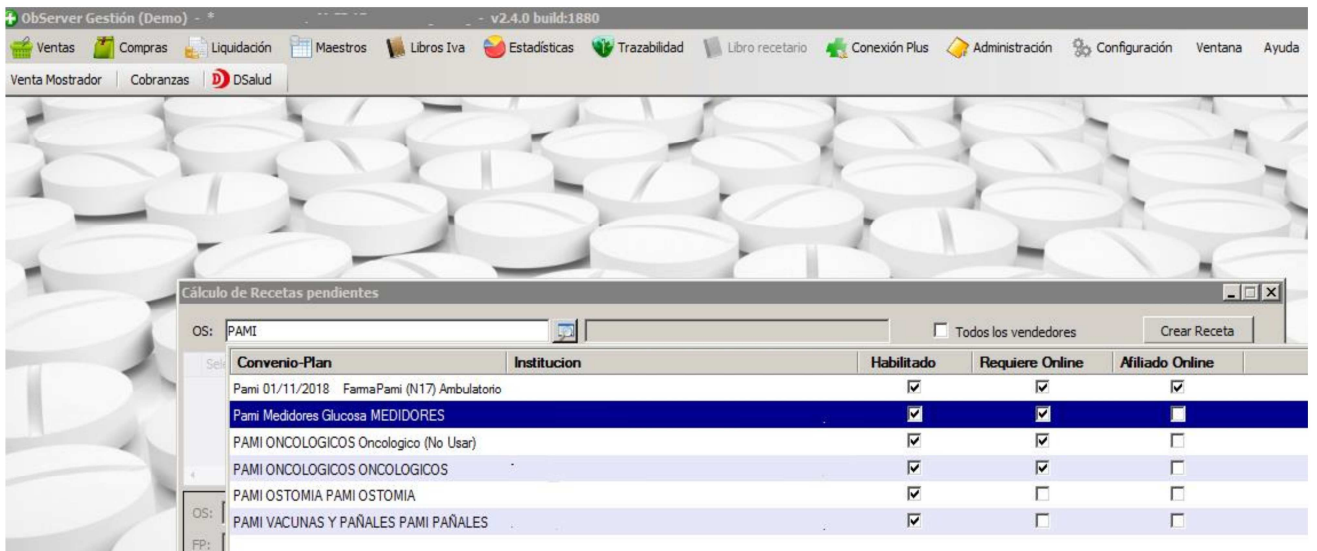 ObServer Gestión (Demo) - * - v2.4.0 build:1880
Ventas Compras Liquidación Maestros Libros Iva Estadísticas Trazabilidad Libro recetario Conexión Plus Administración Configuración Ventana Ayuda
Venta Mostrador Cobranzas D DSalud
Cálculo de Recetas pendientes
OS: PAMI Todos los vendedores Crear Receta
Convenio-Plan Institucion Habilitado Requiere Online Afiliado Online
Pami 01/11/2018 FarmaPami (N17) Ambulatorio
Pami Medidores Glucosa MEDIDORES
PAMI ONCOLOGICOS Oncologico (No Usar)
PAMI ONCOLOGICOS ONCOLOGICOS
PAMI OSTOMIA PAMI OSTOMIA
OS:
PAMI VACUNAS Y PAÑALES PAMI PAÑALES
FP: